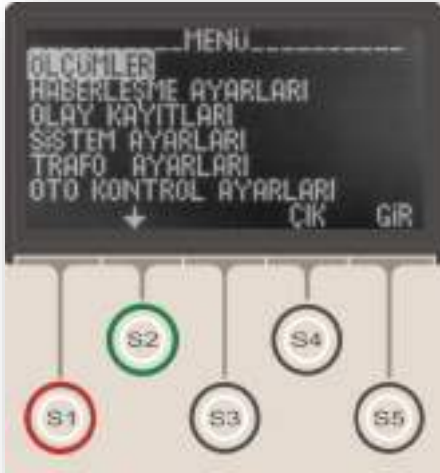 MENÜ
ÖLÇÜMLER
HABERLEŞME AYARLARI
OLAY KAYITLARI
SİSTEM AYARLARI
TRAFO AYARLARI
OTO KONTROL AYARLARI
ÇIK GİR
S2 S4
S1 S3 S5